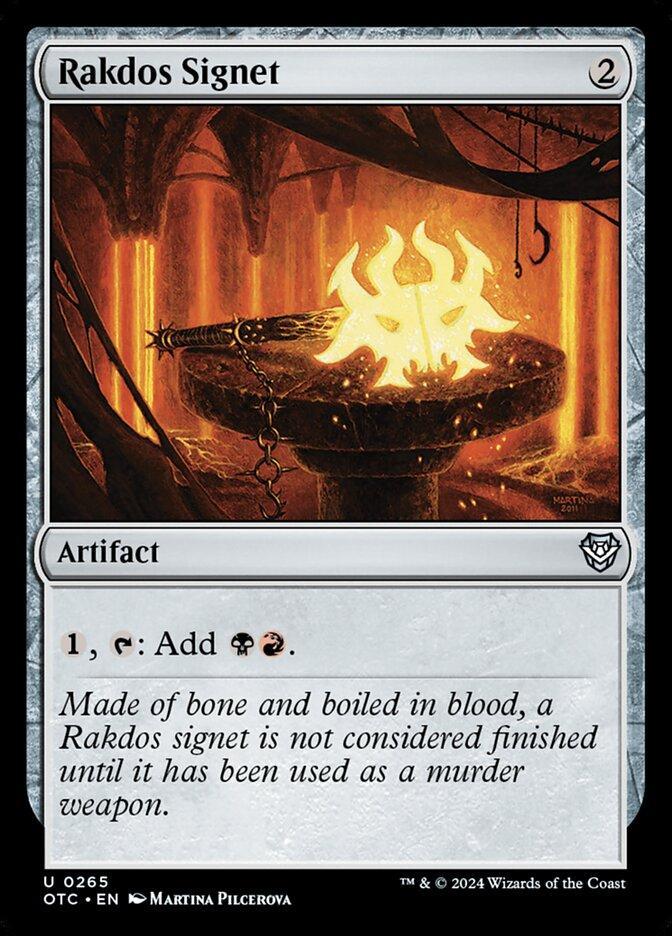 Rakdos Signet 2
MARTINA
2011
Artifact
1, : Add .
Made of bone and boiled in blood, a
Rakdos signet is not considered finished
until it has been used as a murder
weapon.
U 0265
OTC • EN Martina Pilcerova
™ & © 2024 Wizards of the Coast